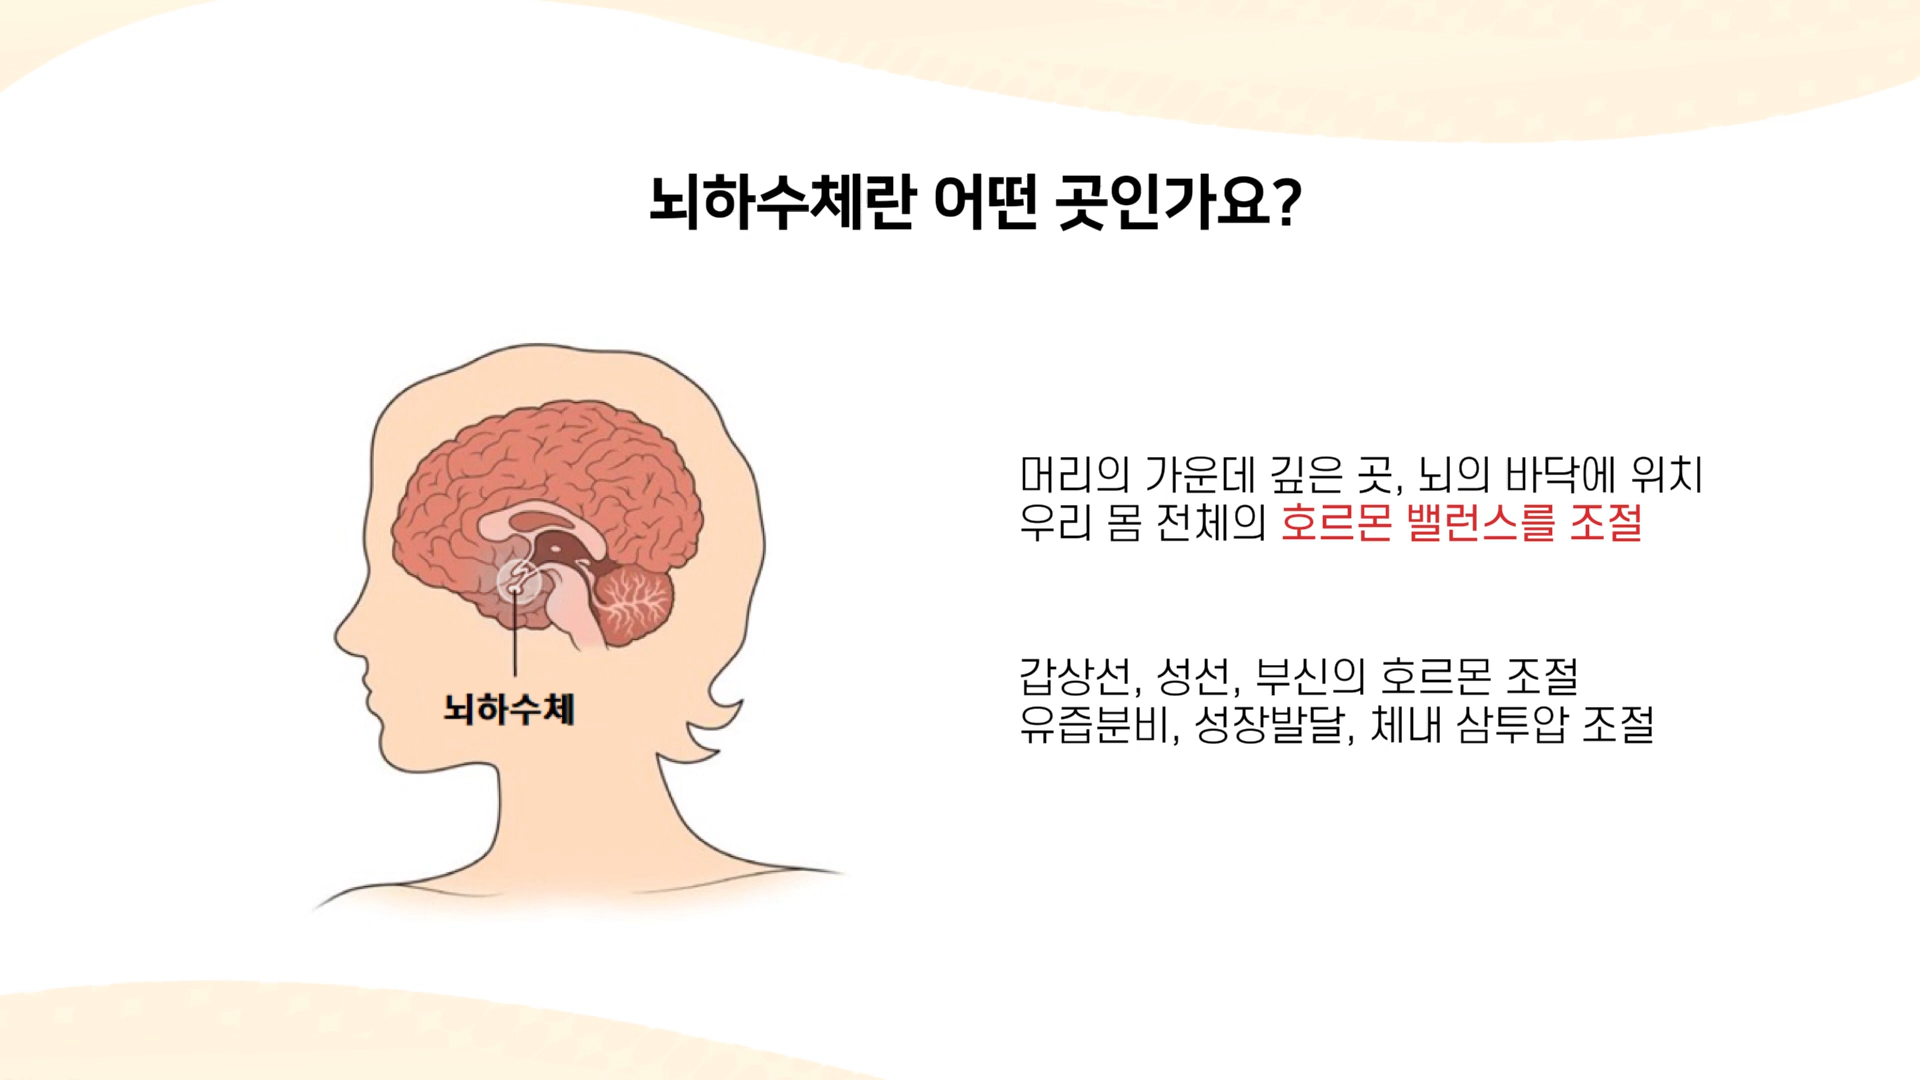 뇌하수체란 어떤 곳인가요?
머리의 가운데 깊은 곳, 뇌의 바닥에 위치
우리 몸 전체의 호르몬 밸런스를 조절
갑상선, 성선, 부신의 호르몬 조절
유즙분비, 성장발달, 체내 삼투압 조절
뇌하수체